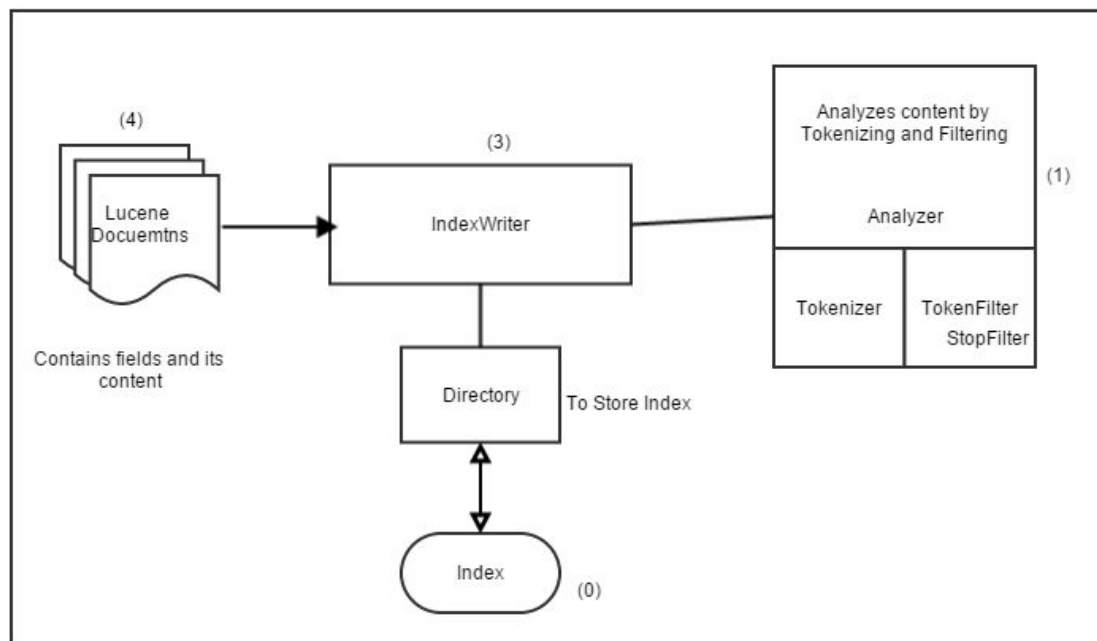 (4)
Lucene
Docuemtns
Contains fields and its
content
(3)
IndexWriter
Directory
To Store Index
Index
(0)
Analyzes content by
Tokenizing and Filtering
(1)
Analyzer
Tokenizer
TokenFilter
StopFilter